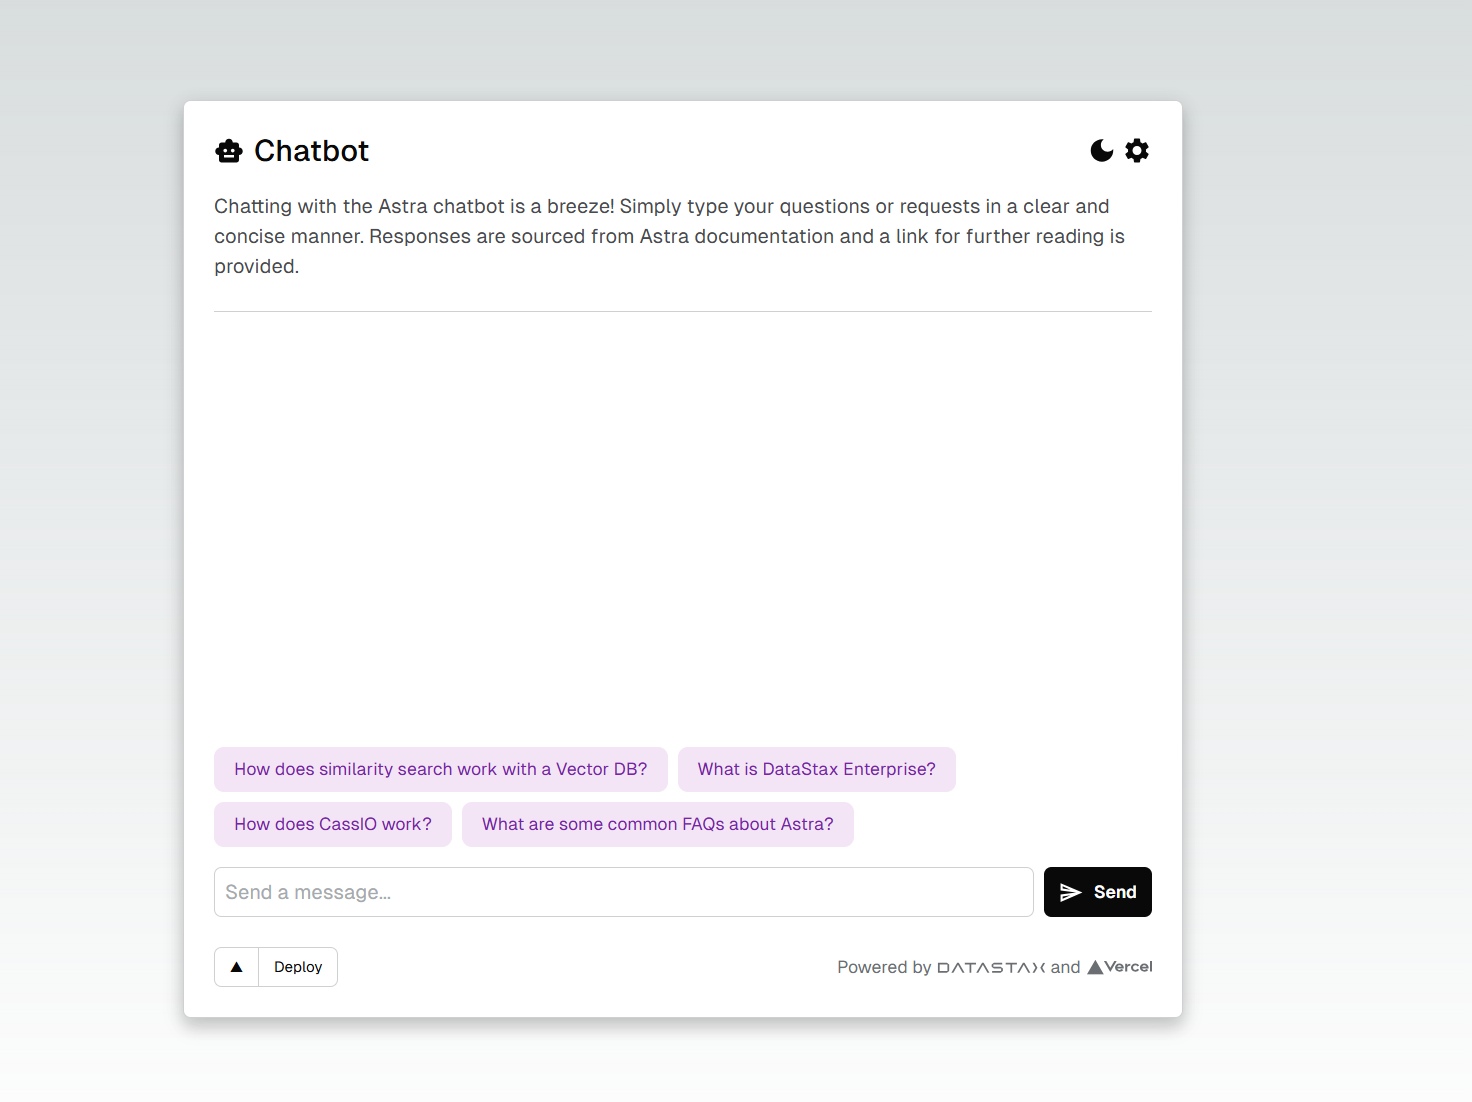 Chatbot
Chatting with the Astra chatbot is a breeze! Simply type your questions or requests in a clear and
concise manner. Responses are sourced from Astra documentation and a link for further reading is
provided.
How does similarity search work with a Vector DB?
What is DataStax Enterprise?
How does CassIO work?
What are some common FAQs about Astra?
Send a message...
Send
Deploy
Powered by DATASTAX and Vercel